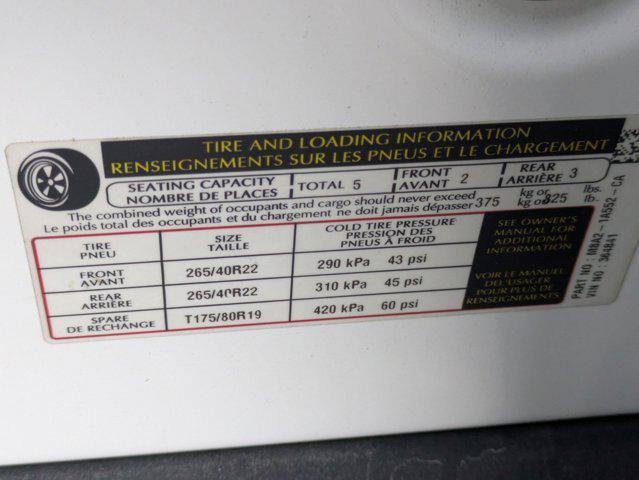 TIRE AND LOADING INFORMATION
RENSEIGNEMENTS SUR LES PNEUS ET LE CHARGEMENT
SEATING CAPACITY
NOMBRE DE PLACES
TOTAL 5
FRONT
AVANT 2
REAR
ARRIÈRE 3
The combined weight of occupants and cargo should never exceed 375 kg or 825 lbs.
Le poids total des occupants et du chargement ne doit jamais dépasser kg ou lb.
TIRE
PNEU
SIZE
TAILLE
COLD TIRE PRESSURE
PRESSION DES
PNEUS À FROID
FRONT
AVANT
265/40R22
290 kPa 43 psi
REAR
ARRIÈRE
265/40R22
310 kPa 45 psi
SPARE
DE RECHANGE
T175/80R19
420 kPa 60 psi
SEE OWNER'S
MANUAL FOR
ADDITIONAL
INFORMATION
VOIR LE MANUEL
DE L'USAGER
POUR PLUS DE
RENSEIGNEMENTS
PART NO : M8A2-1A552-CA
VIN NO :